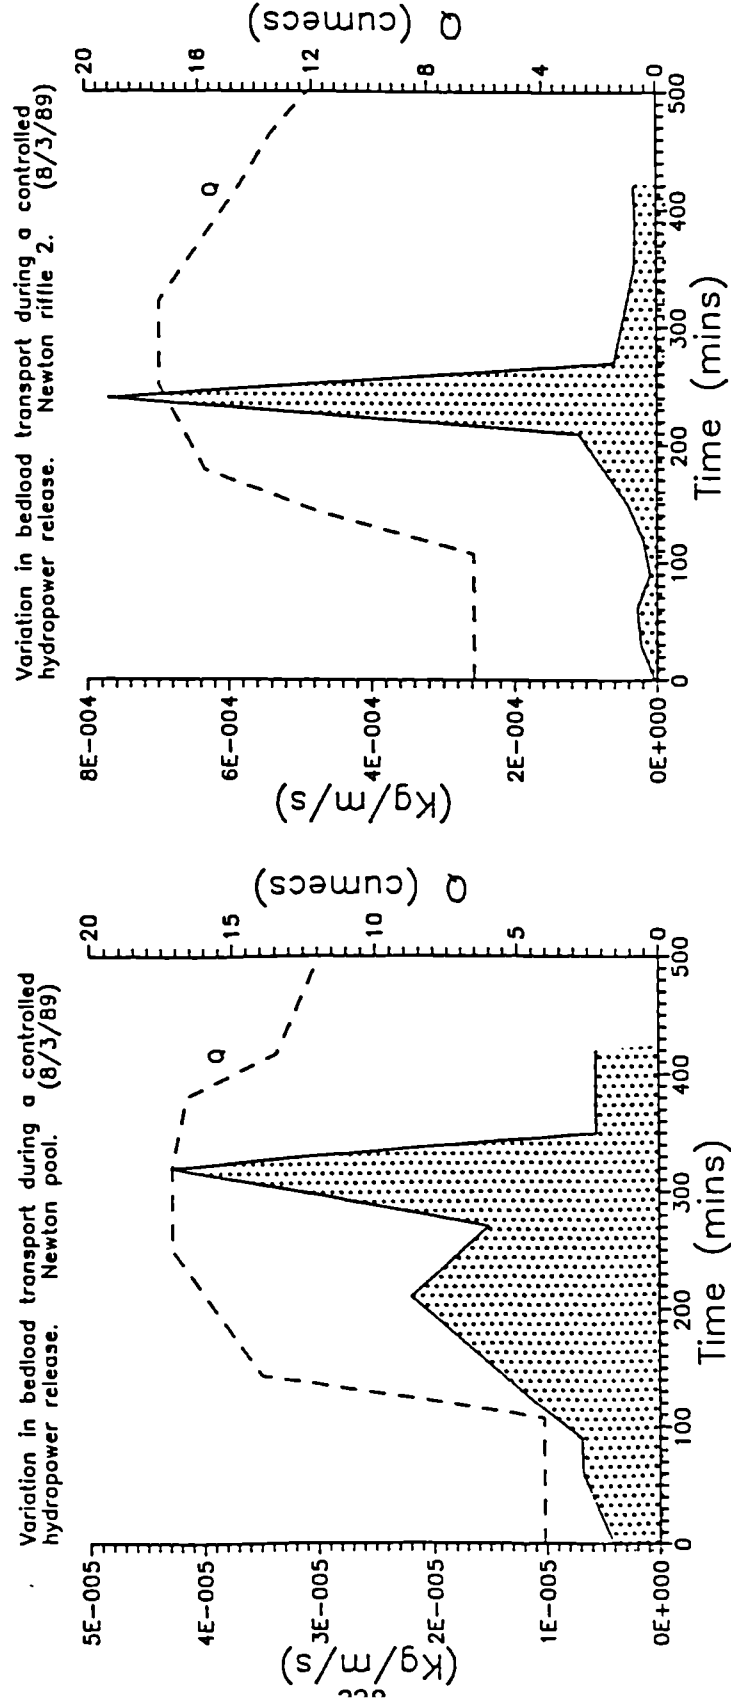 Variation in bedload transport during a controlled
hydropower release. Newton pool. (8/3/89)
5E-005
4E-005
3E-005
2E-005
1E-005
0E+000
(Kg/m/s)
20
15
10
5
0
Q (cumecs)
Q
0 100 200 300 400 500
Time (mins)
Variation in bedload transport during a controlled
hydropower release. Newton riffle 2. (8/3/89)
8E-004
6E-004
4E-004
2E-004
0E+000
(Kg/m/s)
20
16
12
8
4
0
Q (cumecs)
Q
0 100 200 300 400 500
Time (mins)